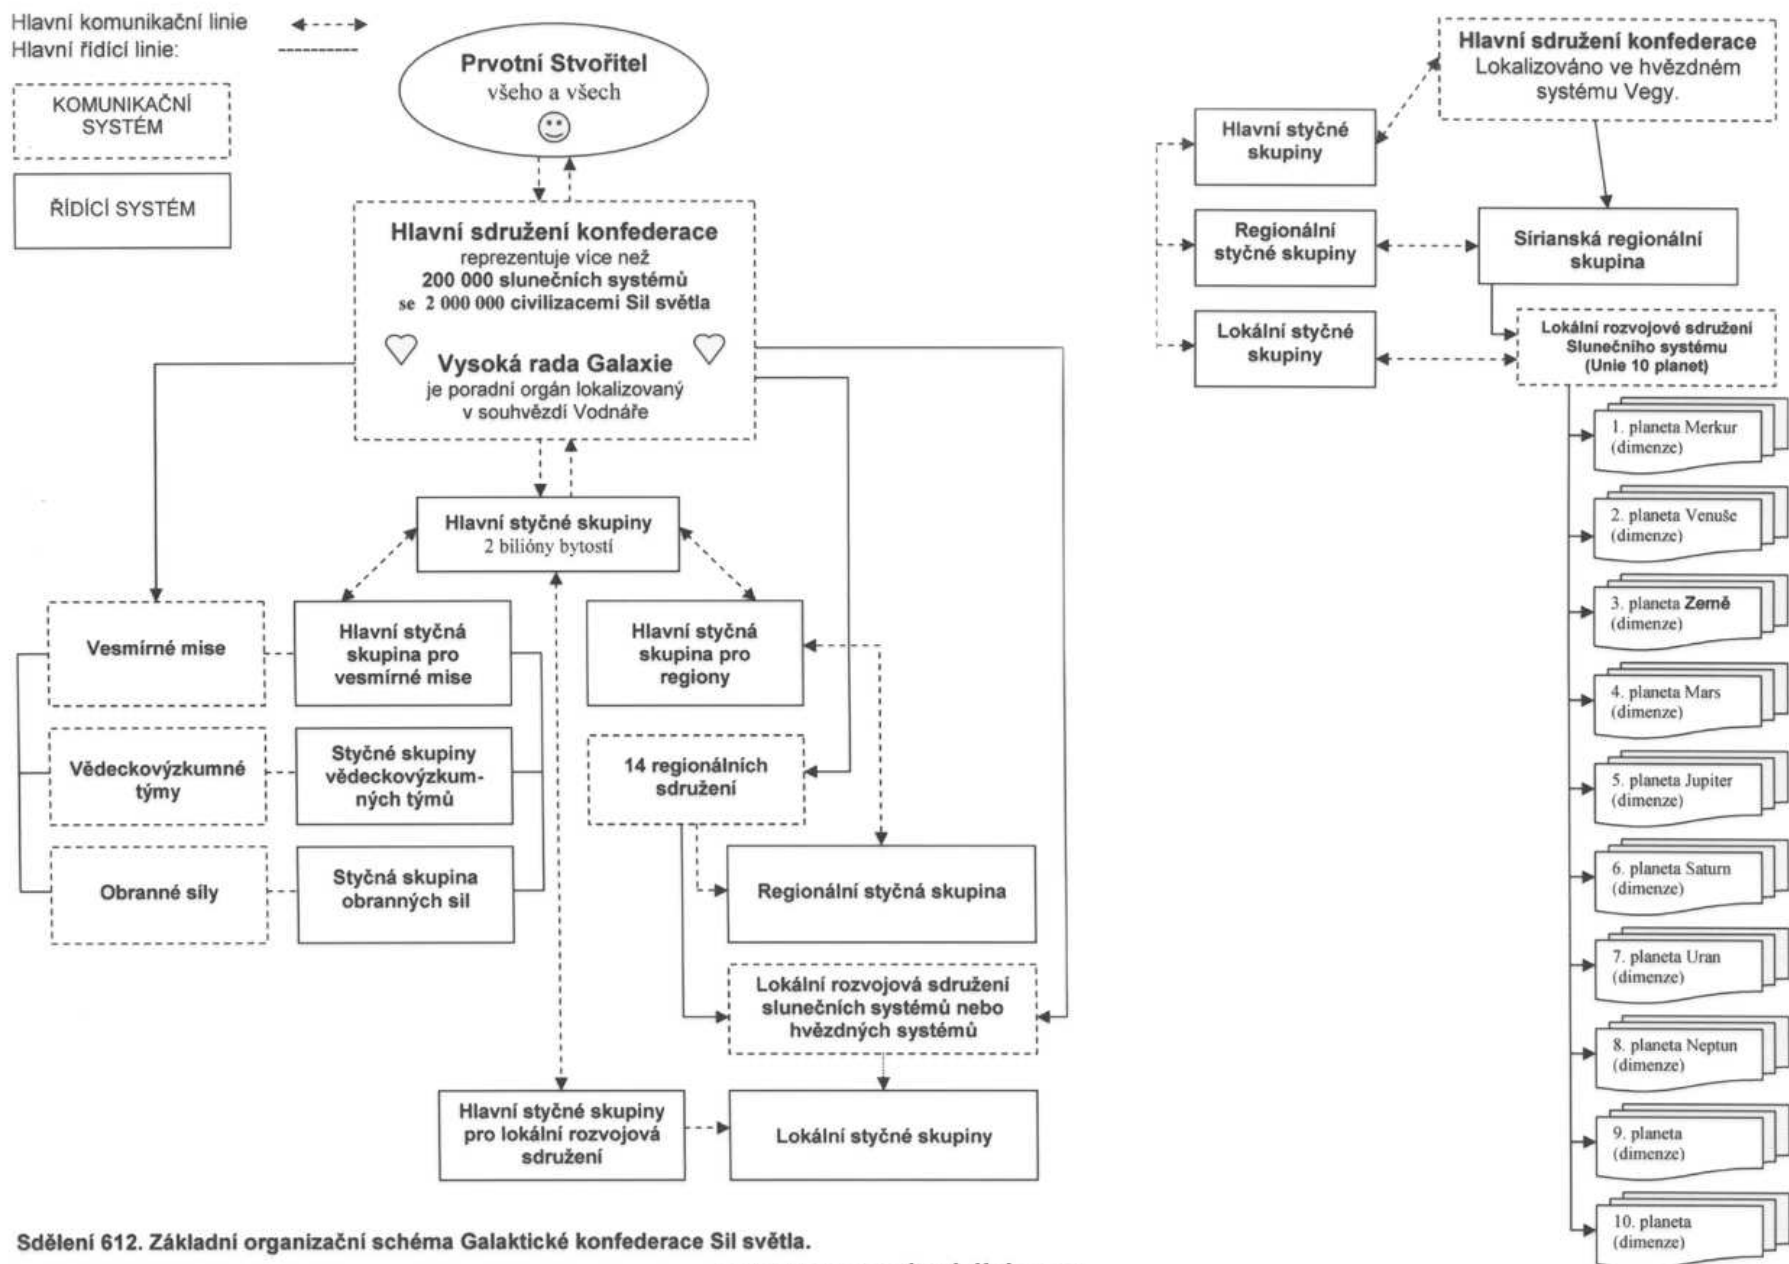 Hlavní komunikační linie
Hlavní řídící linie:
KOMUNIKAČNÍ
SYSTÉM
ŘÍDÍCÍ SYSTÉM
Prvotní Stvořitel
všeho a všech
Hlavní sdružení konfederace
reprezentuje více než
200 000 slunečních systémů
se 2 000 000 civilizacemi Sil světla
Vysoká rada Galaxie
je poradní orgán lokalizovaný
v souhvězdí Vodnáře
Hlavní styčné skupiny
2 bilióny bytostí
Vesmírné mise
Hlavní styčná
skupina pro
vesmírné mise
Hlavní styčná
skupina pro
regiony
Vědeckovýzkumné
týmy
Styčné skupiny
vědeckovýzkum-
ných týmů
14 regionálních
sdružení
Obranné síly
Styčná skupina
obranných sil
Regionální styčná skupina
Lokální rozvojová sdružení
slunečních systémů nebo
hvězdných systémů
Hlavní styčné skupiny
pro lokální rozvojová
sdružení
Lokální styčné skupiny
Sdělení 612. Základní organizační schéma Galaktické konfederace Sil světla.
Hlavní sdružení konfederace
Lokalizováno ve hvězdném
systému Vegy.
Hlavní styčné
skupiny
Regionální
styčné skupiny
Sírianská regionální
skupina
Lokální styčné
skupiny
Lokální rozvojové sdružení
Slunečního systému
(Unie 10 planet)
1. planeta Merkur
(dimenze)
2. planeta Venuše
(dimenze)
3. planeta Země
(dimenze)
4. planeta Mars
(dimenze)
5. planeta Jupiter
(dimenze)
6. planeta Saturn
(dimenze)
7. planeta Uran
(dimenze)
8. planeta Neptun
(dimenze)
9. planeta
(dimenze)
10. planeta
(dimenze)